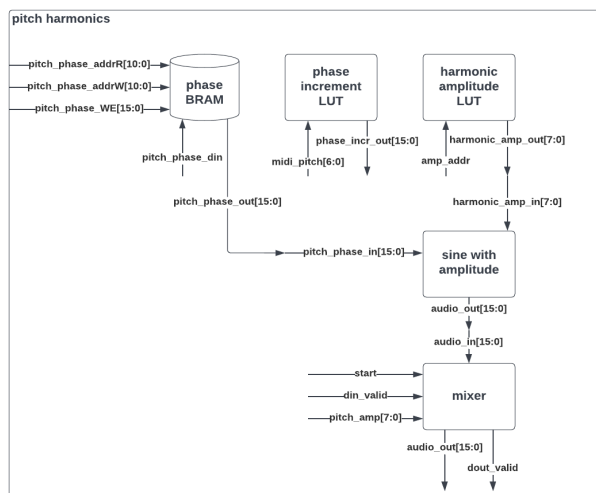 pitch harmonics
pitch_phase_addrR[10:0]
pitch_phase_addrW[10:0]
pitch_phase_WE[15:0]
phase
BRAM
phase
increment
LUT
harmonic
amplitude
LUT
pitch_phase_din
midi_pitch[6:0]
phase_incr_out[15:0]
amp_addr
harmonic_amp_out[7:0]
pitch_phase_out[15:0]
harmonic_amp_in[7:0]
pitch_phase_in[15:0]
sine with
amplitude
audio_out[15:0]
audio_in[15:0]
start
din_valid
pitch_amp[7:0]
mixer
audio_out[15:0]
dout_valid